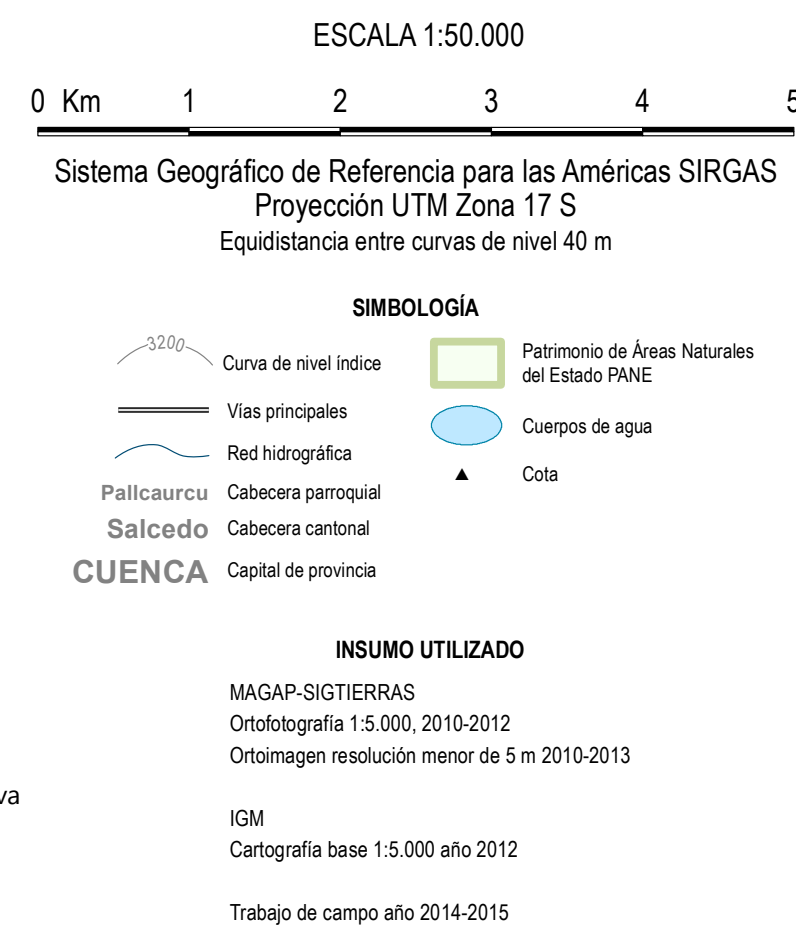 ESCALA 1:50.000
0 Km 1 2 3 4 5
Sistema Geográfico de Referencia para las Américas SIRGAS
Proyección UTM Zona 17 S
Equidistancia entre curvas de nivel 40 m
SIMBOLOGÍA
3200
Curva de nivel índice
Vías principales
Red hidrográfica
Pallcaurcu Cabecera parroquial
Salcedo Cabecera cantonal
CUENCA Capital de provincia
Patrimonio de Áreas Naturales
del Estado PANE
Cuerpos de agua
Cota
INSUMO UTILIZADO
MAGAP-SIGTIERRAS
Ortofotografía 1:5.000, 2010-2012
Ortoimagen resolución menor de 5 m 2010-2013
va
IGM
Cartografía base 1:5.000 año 2012
Trabajo de campo año 2014-2015